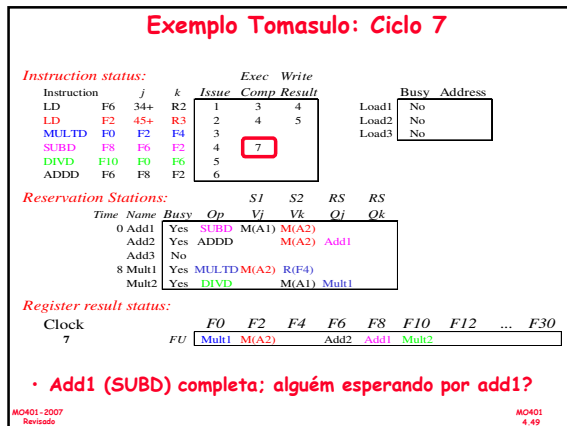 Exemplo Tomasulo: Ciclo 7
Instruction status: Exec Write
Instruction j k Issue Comp Result Busy Address
LD F6 34+ R2 1 3 4 Load1 No
LD F2 45+ R3 2 4 5 Load2 No
MULTD F0 F2 F4 3 Load3 No
SUBD F8 F6 F2 4 7
DIVD F10 F0 F6 5
ADDD F6 F8 F2 6
Reservation Stations: S1 S2 RS RS
Time Name Busy Op Vj Vk Qj Qk
0 Add1 Yes SUBD M(A1) M(A2)
Add2 Yes ADDD M(A2) Add1
Add3 No
8 Mult1 Yes MULTD M(A2) R(F4)
Mult2 Yes DIVD M(A1) Mult1
Register result status:
Clock F0 F2 F4 F6 F8 F10 F12 ... F30
7 FU Mult1 M(A2) Add2 Add1 Mult2
• Add1 (SUBD) completa; alguém esperando por add1?
MO401-2007 MO401
Revisado 4.49